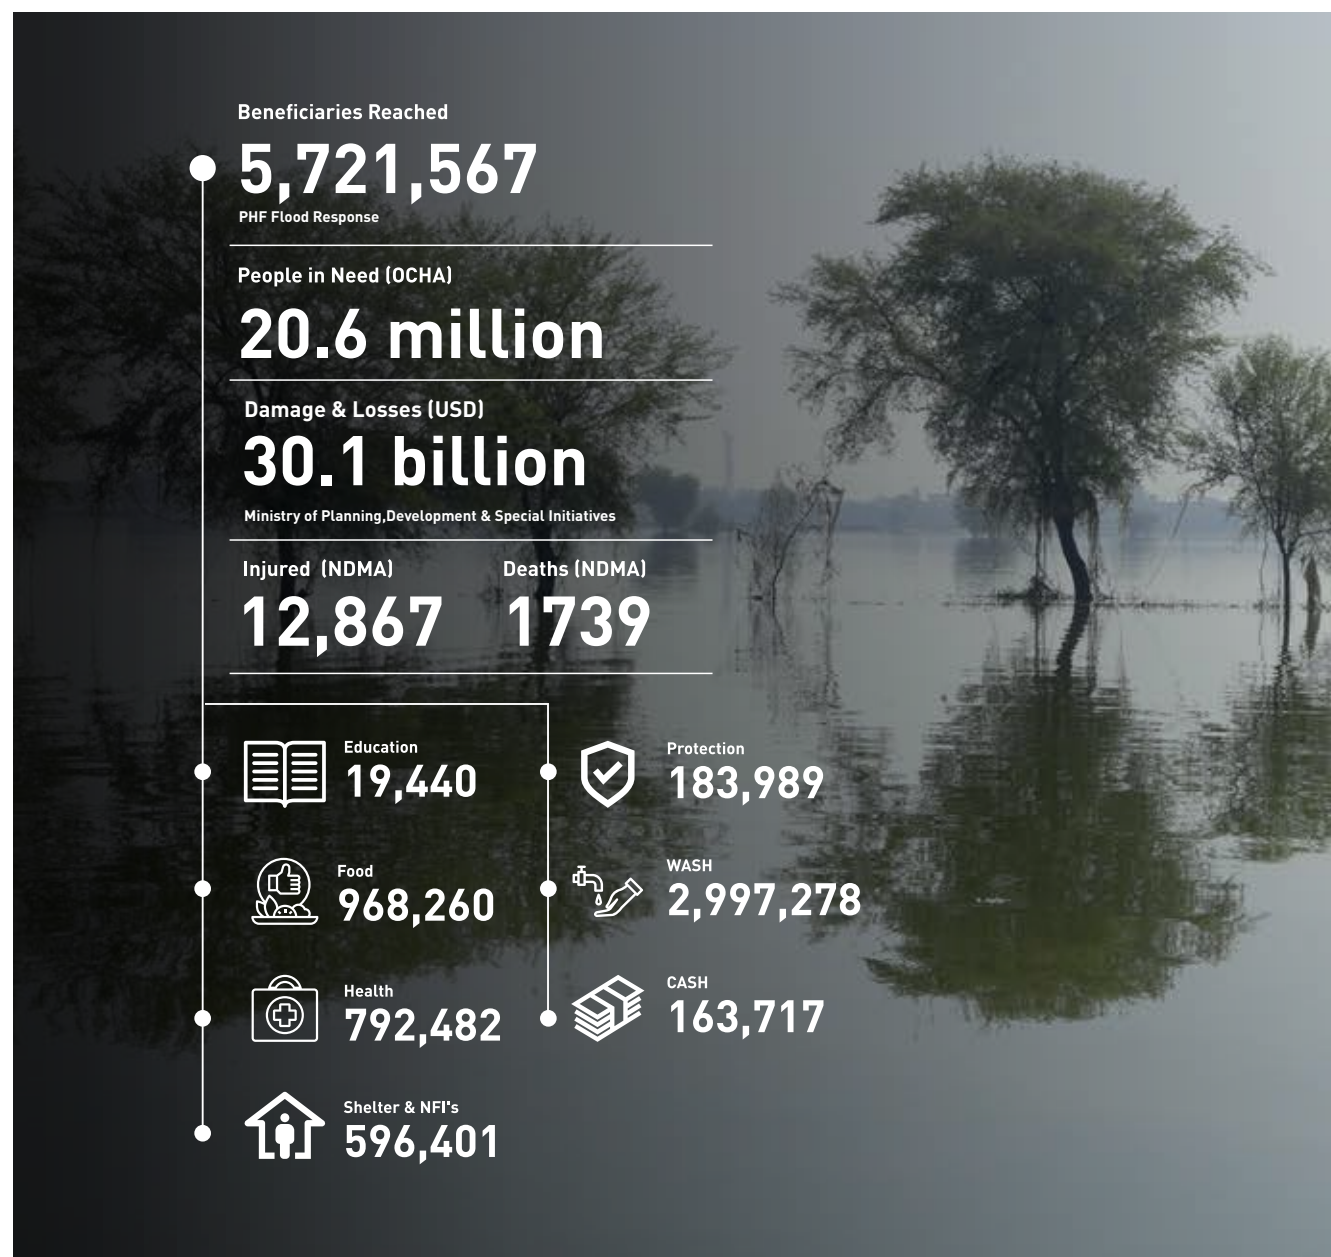 Beneficiaries Reached
5,721,567
PHF Flood Response
People in Need (OCHA)
20.6 million
Damage & Losses (USD)
30.1 billion
Ministry of Planning,Development & Special Initiatives
Injured (NDMA)
12,867
Deaths (NDMA)
1739
Education
19,440
Food
968,260
Health
792,482
Shelter & NFI's
596,401
Protection
183,989
WASH
2,997,278
CASH
163,717